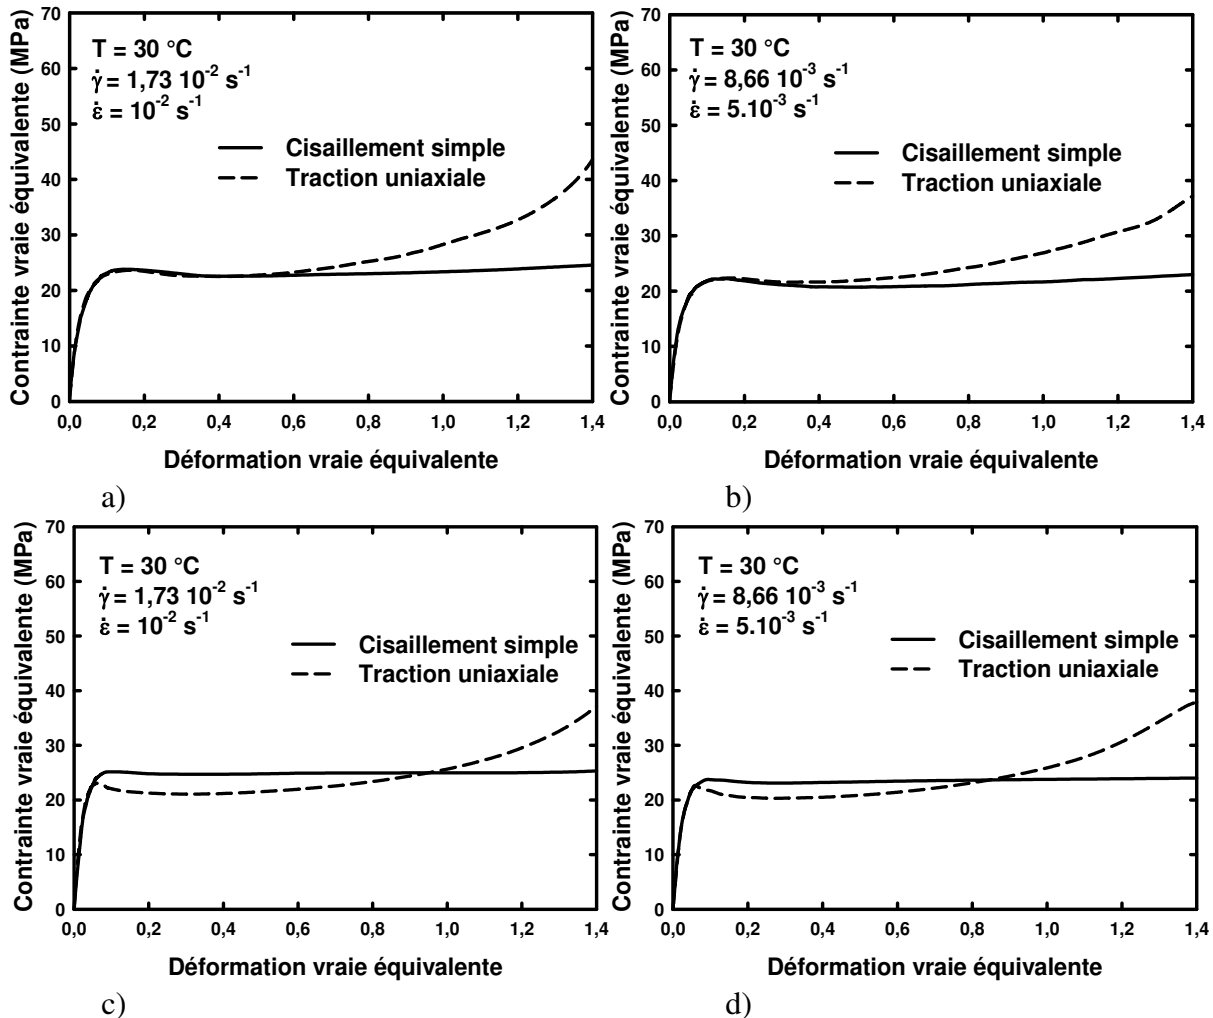 Contrainte vraie équivalente (MPa)
70
60
50
40
30
20
10
0
T = 30 °C
γ̇ = 1,73 10⁻² s⁻¹
ε̇ = 10⁻² s⁻¹
Cisaillement simple
Traction uniaxiale
0,0 0,2 0,4 0,6 0,8 1,0 1,2 1,4
Déformation vraie équivalente
a)
Contrainte vraie équivalente (MPa)
70
60
50
40
30
20
10
0
T = 30 °C
γ̇ = 8,66 10⁻³ s⁻¹
ε̇ = 5.10⁻³ s⁻¹
Cisaillement simple
Traction uniaxiale
0,0 0,2 0,4 0,6 0,8 1,0 1,2 1,4
Déformation vraie équivalente
b)
Contrainte vraie équivalente (MPa)
70
60
50
40
30
20
10
0
T = 30 °C
γ̇ = 1,73 10⁻² s⁻¹
ε̇ = 10⁻² s⁻¹
Cisaillement simple
Traction uniaxiale
0,0 0,2 0,4 0,6 0,8 1,0 1,2 1,4
Déformation vraie équivalente
c)
Contrainte vraie équivalente (MPa)
70
60
50
40
30
20
10
0
T = 30 °C
γ̇ = 8,66 10⁻³ s⁻¹
ε̇ = 5.10⁻³ s⁻¹
Cisaillement simple
Traction uniaxiale
0,0 0,2 0,4 0,6 0,8 1,0 1,2 1,4
Déformation vraie équivalente
d)